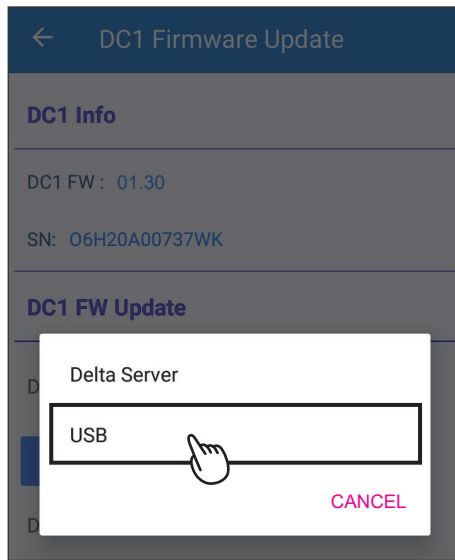 DC1 Firmware Update
DC1 Info
DC1 FW : 01.30
SN: O6H20A00737WK
DC1 FW Update
D
Delta Server
USB
CANCEL
D